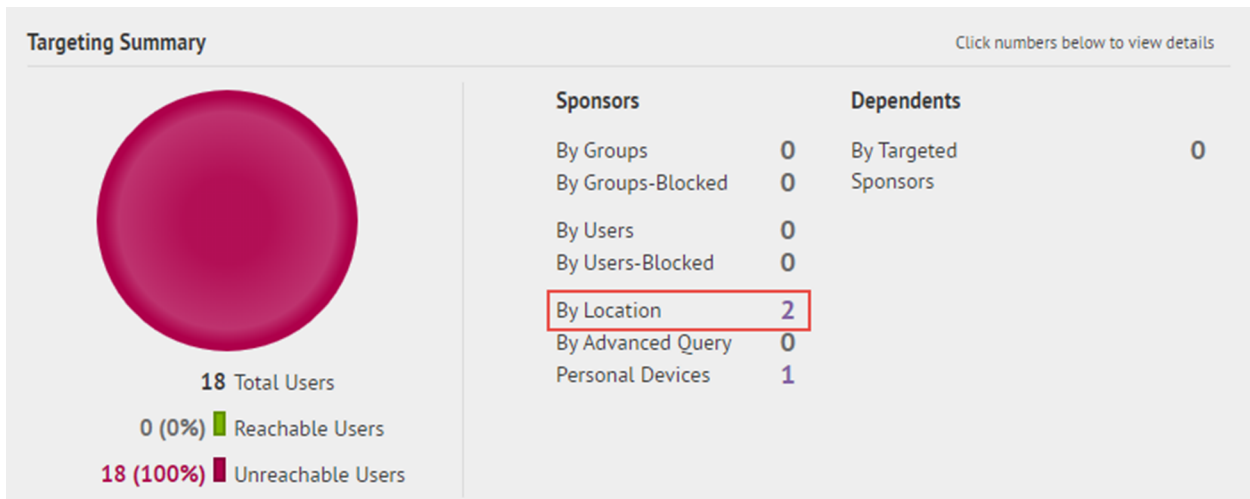 Targeting Summary
Click numbers below to view details
18 Total Users
0 (0%) Reachable Users
18 (100%) Unreachable Users
Sponsors
By Groups 0
By Groups-Blocked 0
By Users 0
By Users-Blocked 0
By Location 2
By Advanced Query 0
Personal Devices 1
Dependents
By Targeted 0
Sponsors